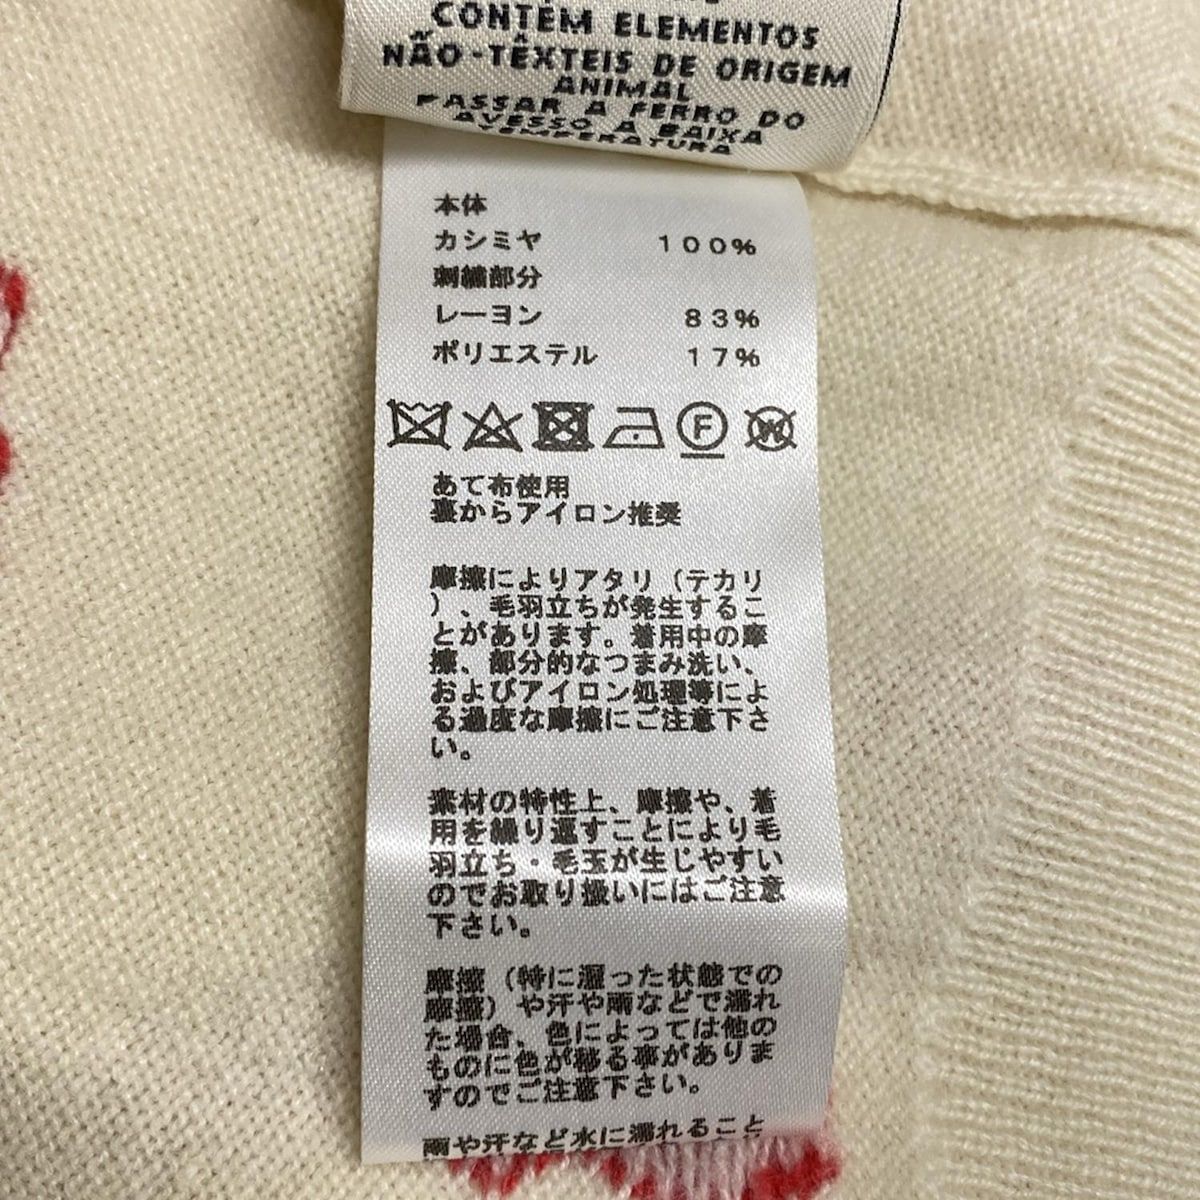 CONTÉM ELEMENTOS
NÃO-TÊXTEIS DE ORIGEM
ANIMAL
PASSAR A FERRO DO
AVESSO A BAIXA
TEMPERATURA
本体
カシミヤ 100%
刺繍部分
レーヨン 83%
ポリエステル 17%
F W
あて布使用
裏からアイロン推奨
摩擦によりアタリ（テカリ
）、毛羽立ちが発生するこ
とがあります。着用中の摩
擦、部分的なつまみ洗い、
およびアイロン処理等によ
る過度な摩擦にご注意下さ
い。
素材の特性上、摩擦や、着
用を繰り返すことにより毛
羽立ち・毛玉が生じやすい
のでお取り扱いにはご注意
下さい。
摩擦（特に湿った状態での
摩擦）や汗や雨などで濡れ
た場合、色によっては他の
ものに色が移る事がありま
すのでご注意下さい。
雨や汗など水に濡れること